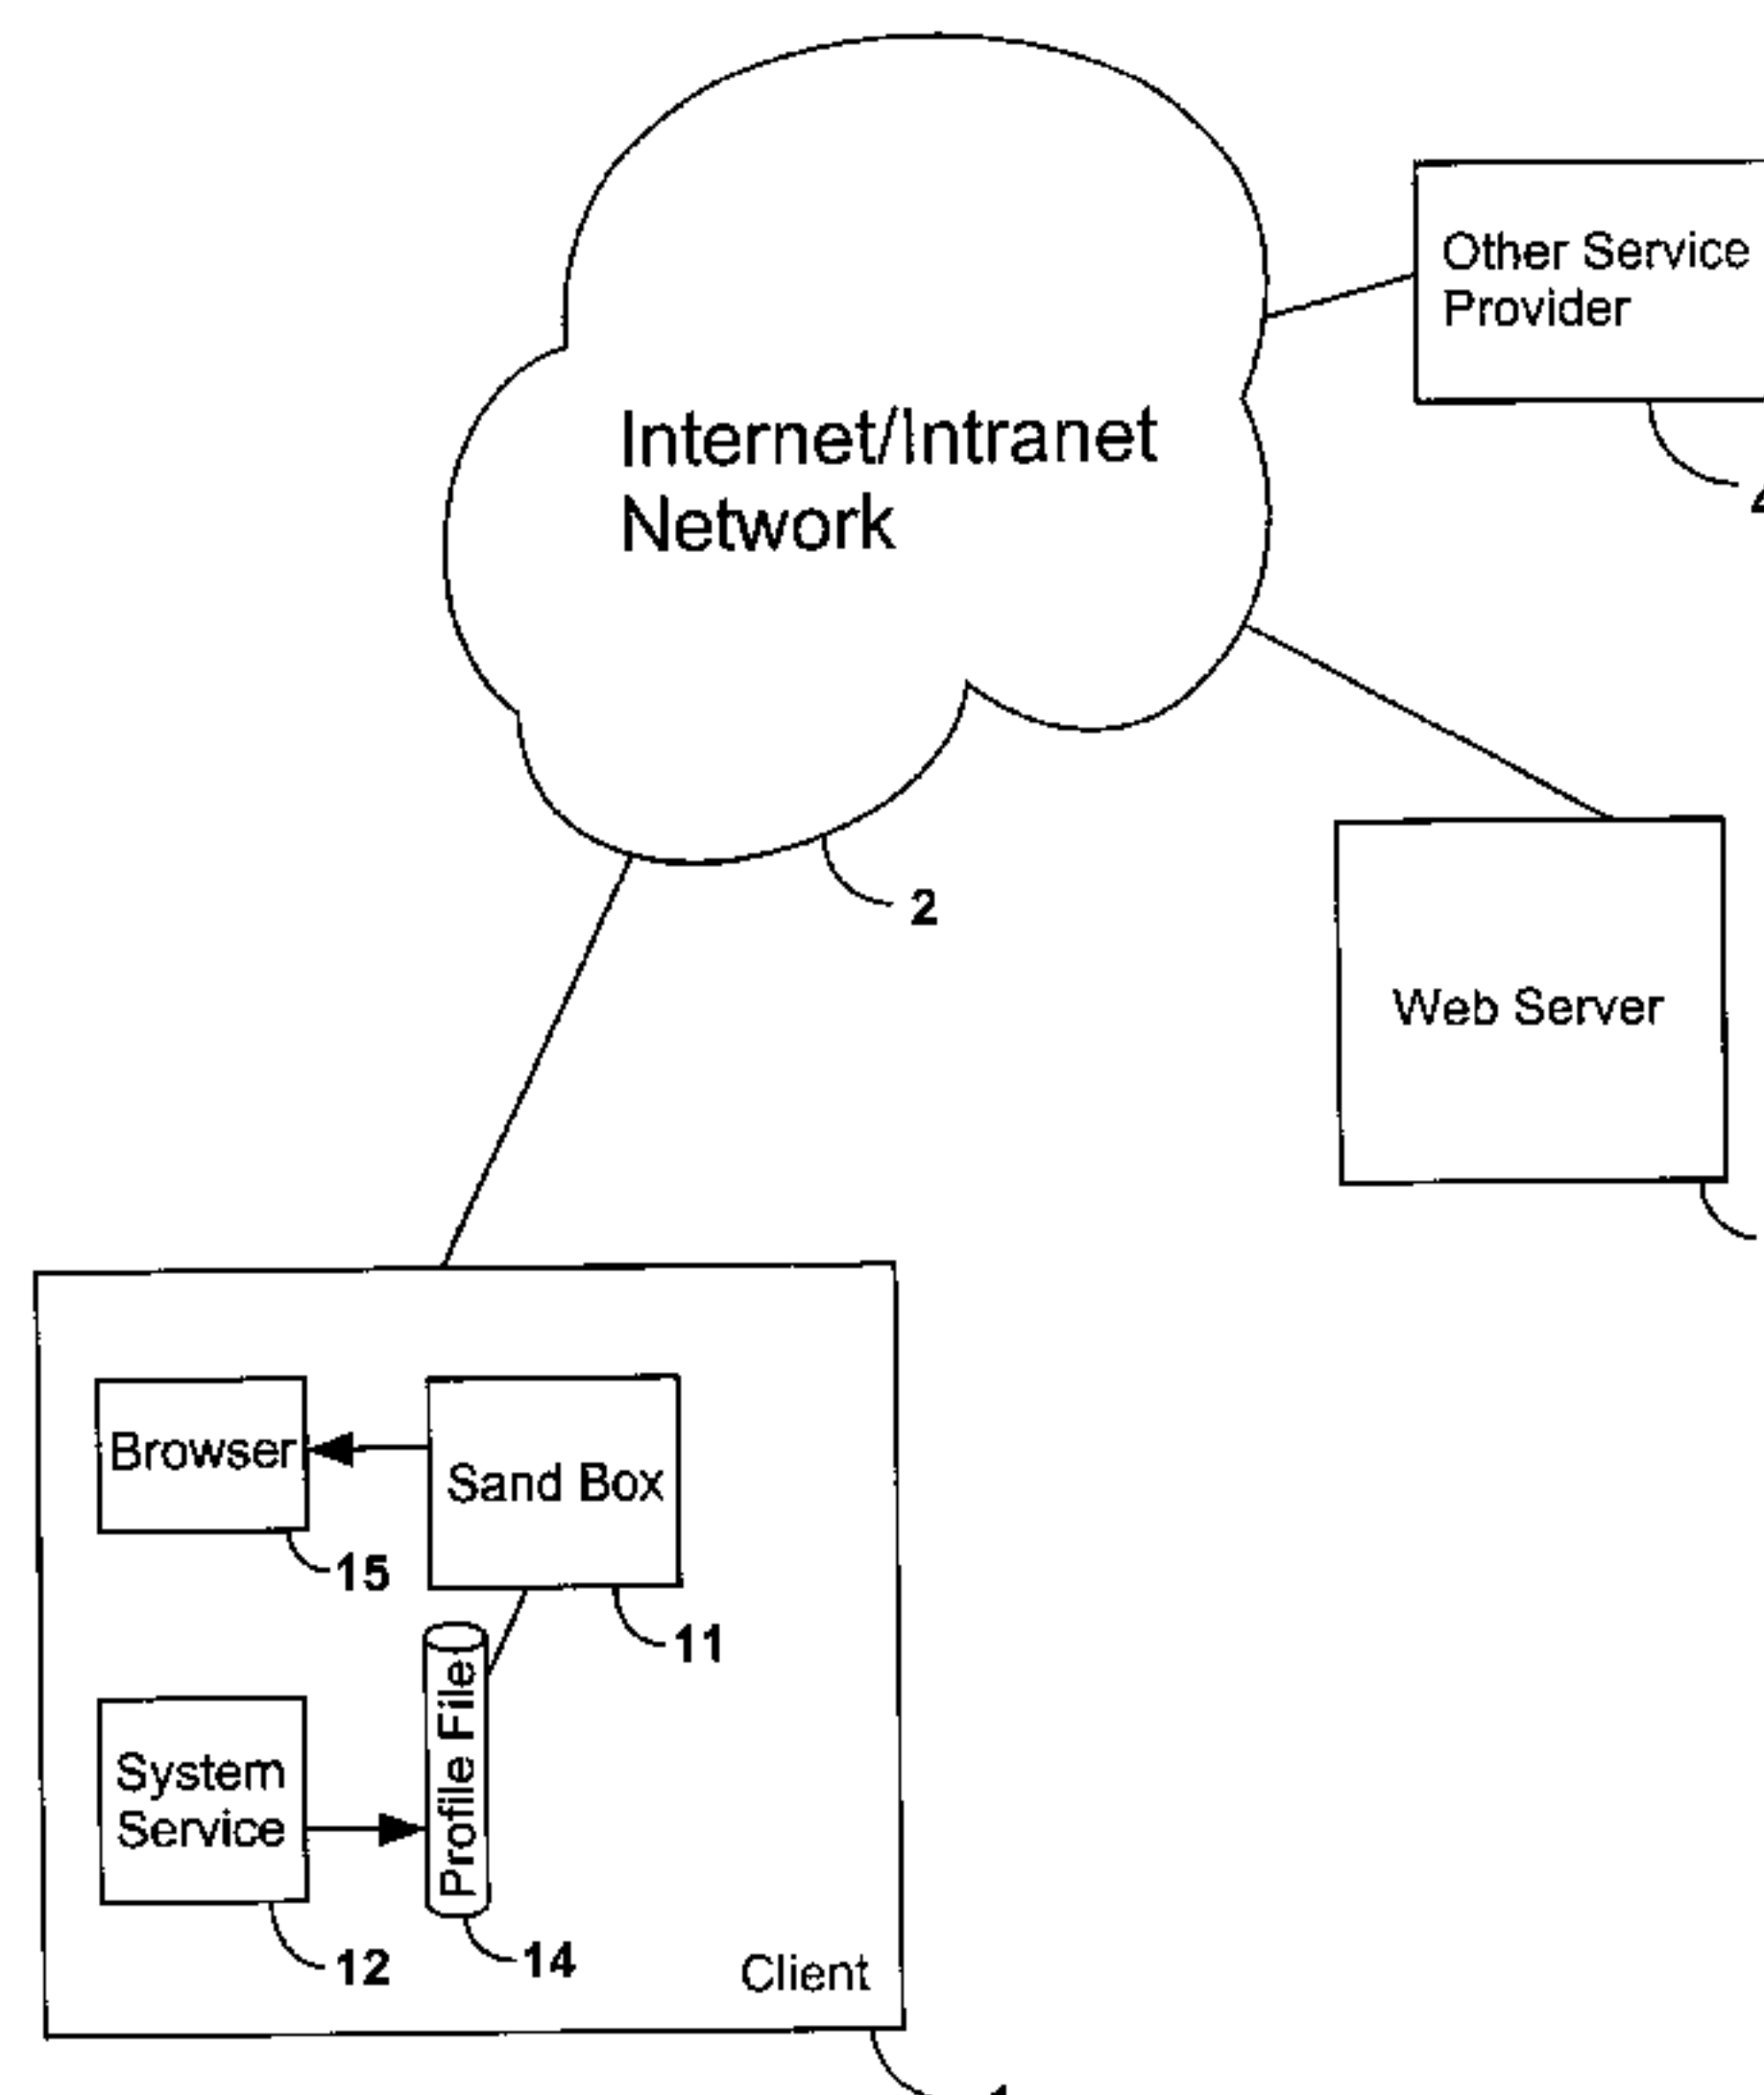 Other Service
Provider
Internet/Intranet
Network
2
Web Server
Browser
Sand Box
15
11
Profile File
System
Service
12
14
Client